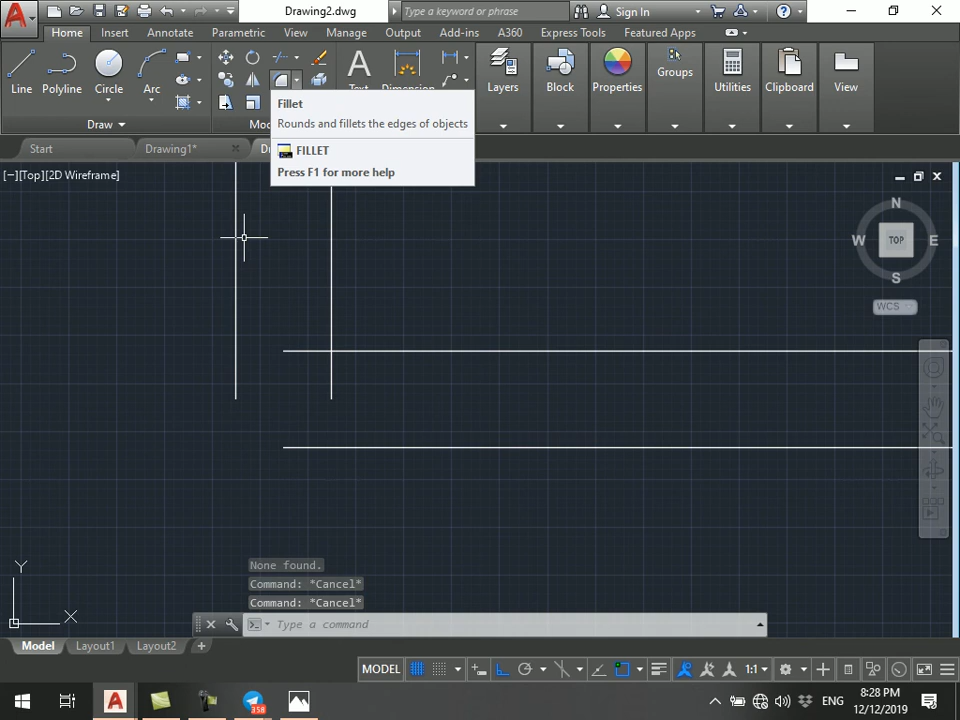 Drawing2.dwg
Type a keyword or phrase
Sign In
Home
Insert
Annotate
Parametric
View
Manage
Output
Add-ins
A360
Express Tools
Featured Apps
Line
Polyline
Circle
Arc
Layers
Block
Properties
Groups
Utilities
Clipboard
View
Draw
Fillet
Rounds and fillets the edges of objects
FILLET
Press F1 for more help
Start
Drawing1*
[−][Top][2D Wireframe]
N
W
TOP
E
S
WCS
Y
X
None found.
Command: *Cancel*
Command: *Cancel*
Type a command
Model
Layout1
Layout2
MODEL
1:1
358
ENG
8:28 PM
12/12/2019